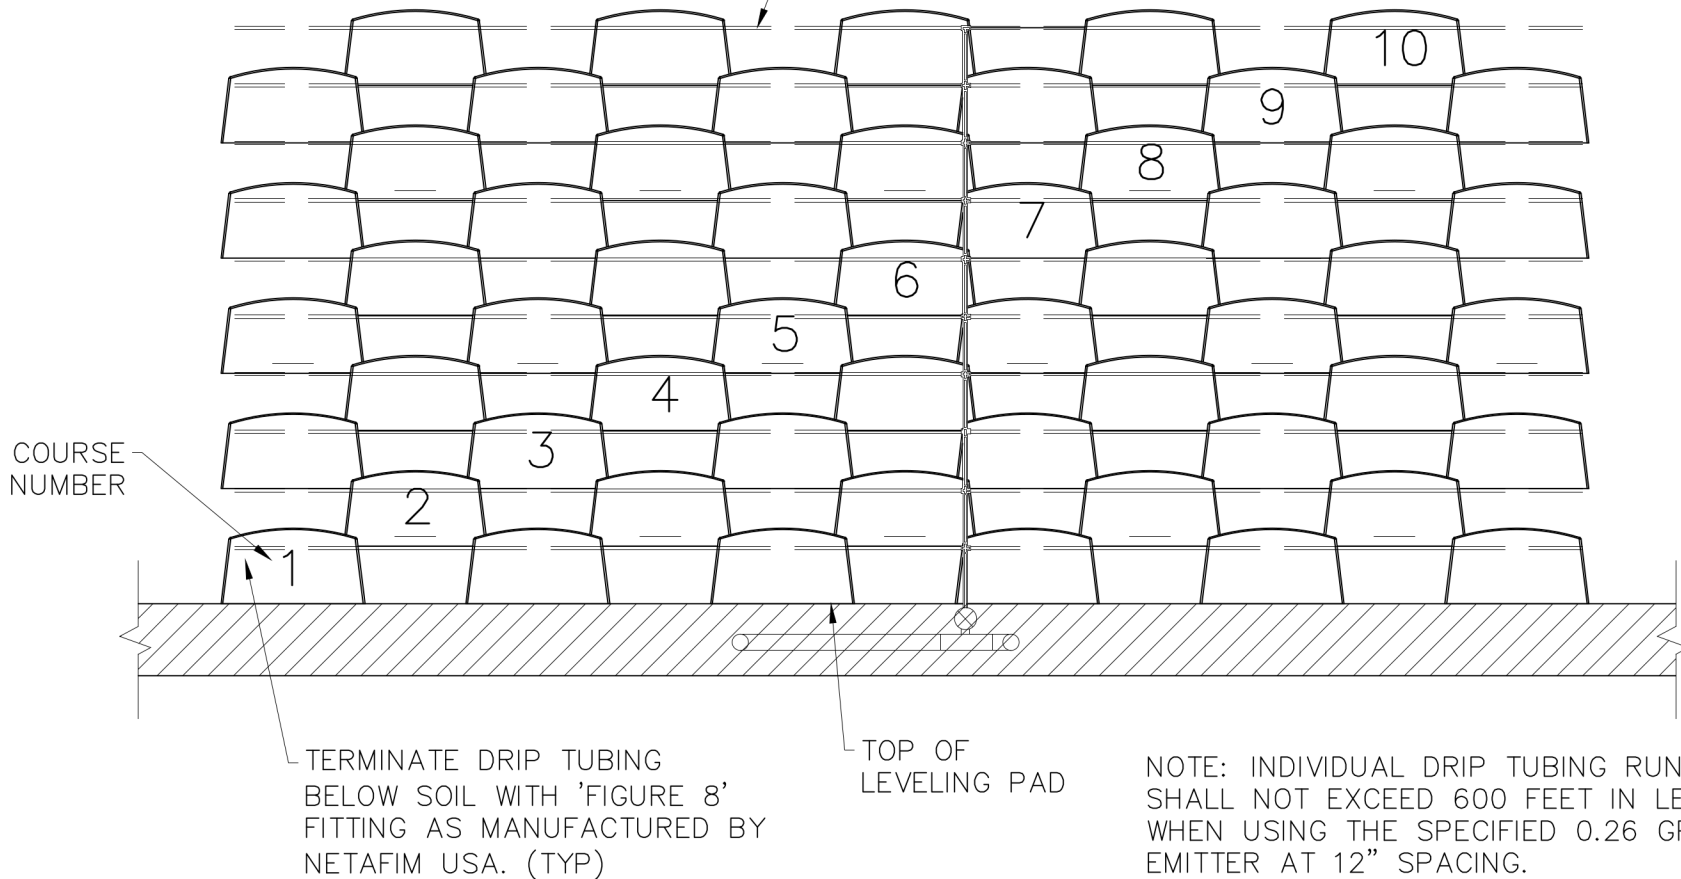 10
9
8
7
6
5
4
3
2
1
COURSE
NUMBER
TERMINATE DRIP TUBING
BELOW SOIL WITH 'FIGURE 8'
FITTING AS MANUFACTURED BY
NETAFIM USA. (TYP)
TOP OF
LEVELING PAD
NOTE: INDIVIDUAL DRIP TUBING RUN
SHALL NOT EXCEED 600 FEET IN
WHEN USING THE SPECIFIED 0.26
EMITTER AT 12" SPACING.